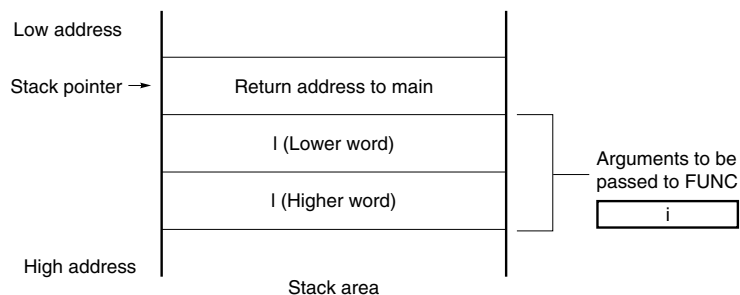 Low address
Stack pointer
Return address to main
l (Lower word)
l (Higher word)
Arguments to be
passed to FUNC
i
High address
Stack area